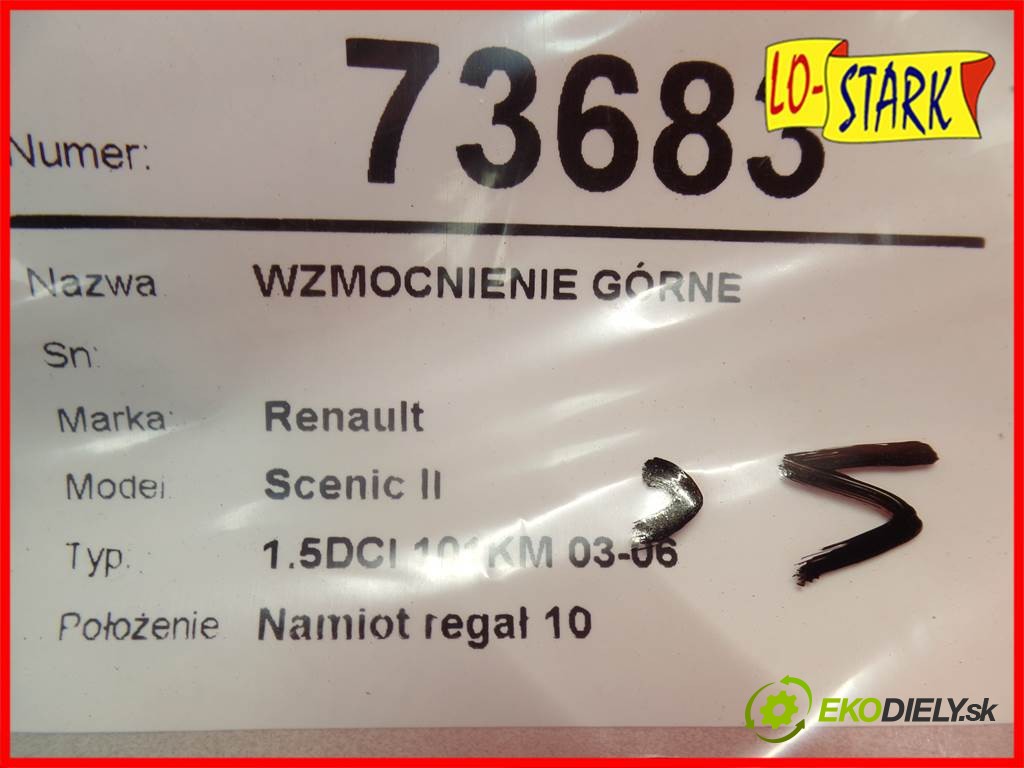 73683
LO-STARK
Numer:
Nazwa WZMOCNIENIE GÓRNE
Sn:
Marka: Renault
Model Scenic II
Typ: 1.5DCI 101KM 03-06
Położenie Namiot regał 10
EKODIELY.sk